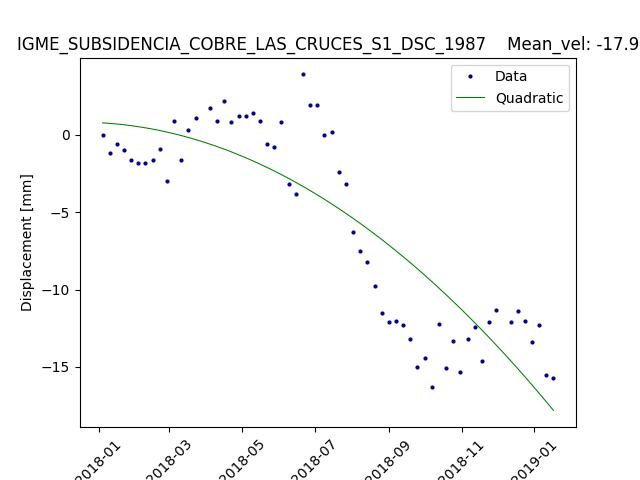 IGME_SUBSIDENCIA_COBRE_LAS_CRUCES_S1_DSC_1987 Mean_vel: -17.9
Data
Quadratic
Displacement [mm]
0
−5
−10
−15
2018-01
2018-03
2018-05
2018-07
2018-09
2018-11
2019-01